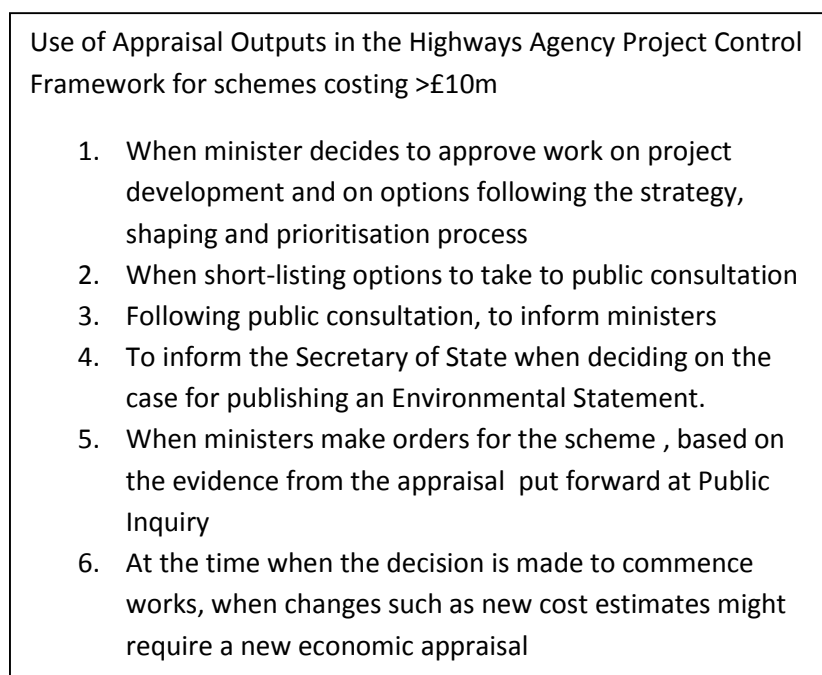 Use of Appraisal Outputs in the Highways Agency Project Control
Framework for schemes costing >£10m
1. When minister decides to approve work on project
development and on options following the strategy,
shaping and prioritisation process
2. When short-listing options to take to public consultation
3. Following public consultation, to inform ministers
4. To inform the Secretary of State when deciding on the
case for publishing an Environmental Statement.
5. When ministers make orders for the scheme , based on
the evidence from the appraisal  put forward at Public
Inquiry
6. At the time when the decision is made to commence
works, when changes such as new cost estimates might
require a new economic appraisal